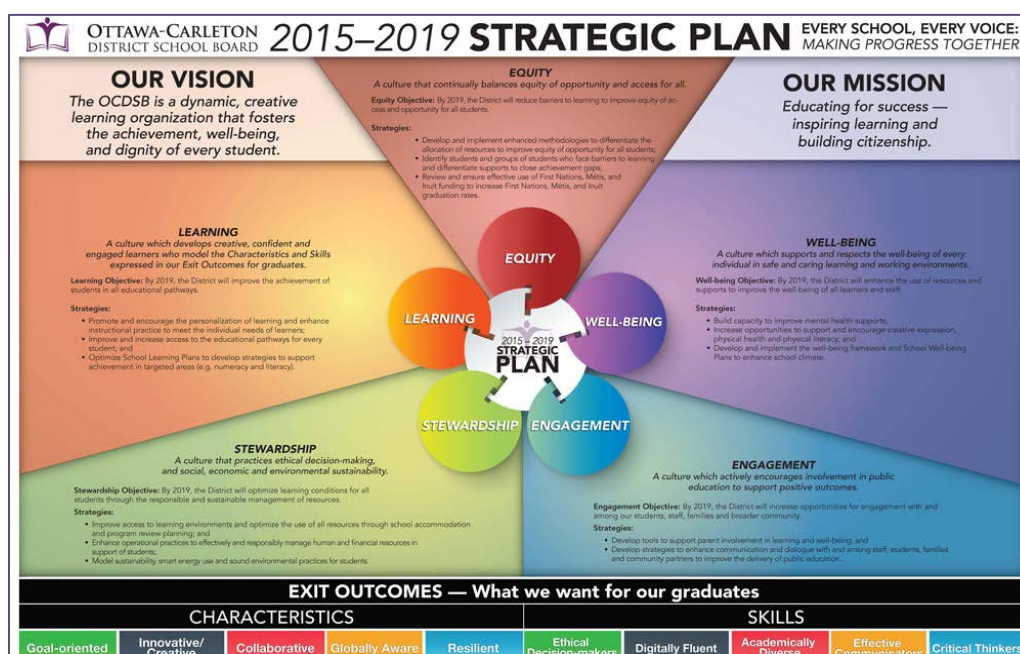 OTTAWA-CARLETON
DISTRICT SCHOOL BOARD
2015–2019 STRATEGIC PLAN
EVERY SCHOOL, EVERY VOICE:
MAKING PROGRESS TOGETHER
OUR VISION
The OCDSB is a dynamic, creative
learning organization that fosters
the achievement, well-being,
and dignity of every student.
EQUITY
A culture that continually balances equity of opportunity and access for all.
Equity Objective: By 2019, the District will reduce barriers to learning to improve equity of ac-
cess and opportunity for all students.
Strategies:
• Develop and implement enhanced methodologies to differentiate the
allocation of resources to improve equity of opportunity for all students;
• Identify students and groups of students who face barriers to learning
and differentiate supports to close achievement gaps;
• Review and ensure effective use of First Nations, Métis, and
Inuit funding to increase First Nations, Métis, and Inuit
graduation rates.
OUR MISSION
Educating for success —
inspiring learning and
building citizenship.
LEARNING
A culture which develops creative, confident and
engaged learners who model the Characteristics and Skills
expressed in our Exit Outcomes for graduates.
Learning Objective: By 2019, the District will improve the achievement of
students in all educational pathways.
Strategies:
• Promote and encourage the personalization of learning and enhance
instructional practice to meet the individual needs of learners;
• Improve and increase access to the educational pathways for every
student; and
• Optimize School Learning Plans to develop strategies to support
achievement in targeted areas (e.g. numeracy and literacy).
WELL-BEING
A culture which supports and respects the well-being of every
individual in safe and caring learning and working environments.
Well-being Objective: By 2019, the District will enhance the use of resources and
supports to improve the well-being of all learners and staff.
Strategies:
• Build capacity to improve mental health supports;
• Increase opportunities to support and encourage creative expression,
physical health and physical literacy; and
• Develop and implement the well-being framework and School Well-being
Plans to enhance school climate.
EQUITY
LEARNING
WELL-BEING
2015 – 2019
STRATEGIC
PLAN
STEWARDSHIP
ENGAGEMENT
STEWARDSHIP
A culture that practices ethical decision-making,
and social, economic and environmental sustainability.
Stewardship Objective: By 2019, the District will optimize learning conditions for all
students through the responsible and sustainable management of resources.
Strategies:
• Improve access to learning environments and optimize the use of all resources through school accommodation
and program review planning; and
• Enhance operational practices to effectively and responsibly manage human and financial resources in
support of students;
• Model sustainability, smart energy use and sound environmental practices for students.
ENGAGEMENT
A culture which actively encourages involvement in public
education to support positive outcomes.
Engagement Objective: By 2019, the District will increase opportunities for engagement with and
among our students, staff, families and broader community.
Strategies:
• Develop tools to support parent involvement in learning and well-being; and
• Develop strategies to enhance communication and dialogue with and among staff, students, families
and community partners to improve the delivery of public education.
EXIT OUTCOMES — What we want for our graduates
CHARACTERISTICS
SKILLS
Goal-oriented
Innovative/
Creative
Collaborative
Globally Aware
Resilient
Ethical
Decision-makers
Digitally Fluent
Academically
Diverse
Effective
Communicators
Critical Thinkers